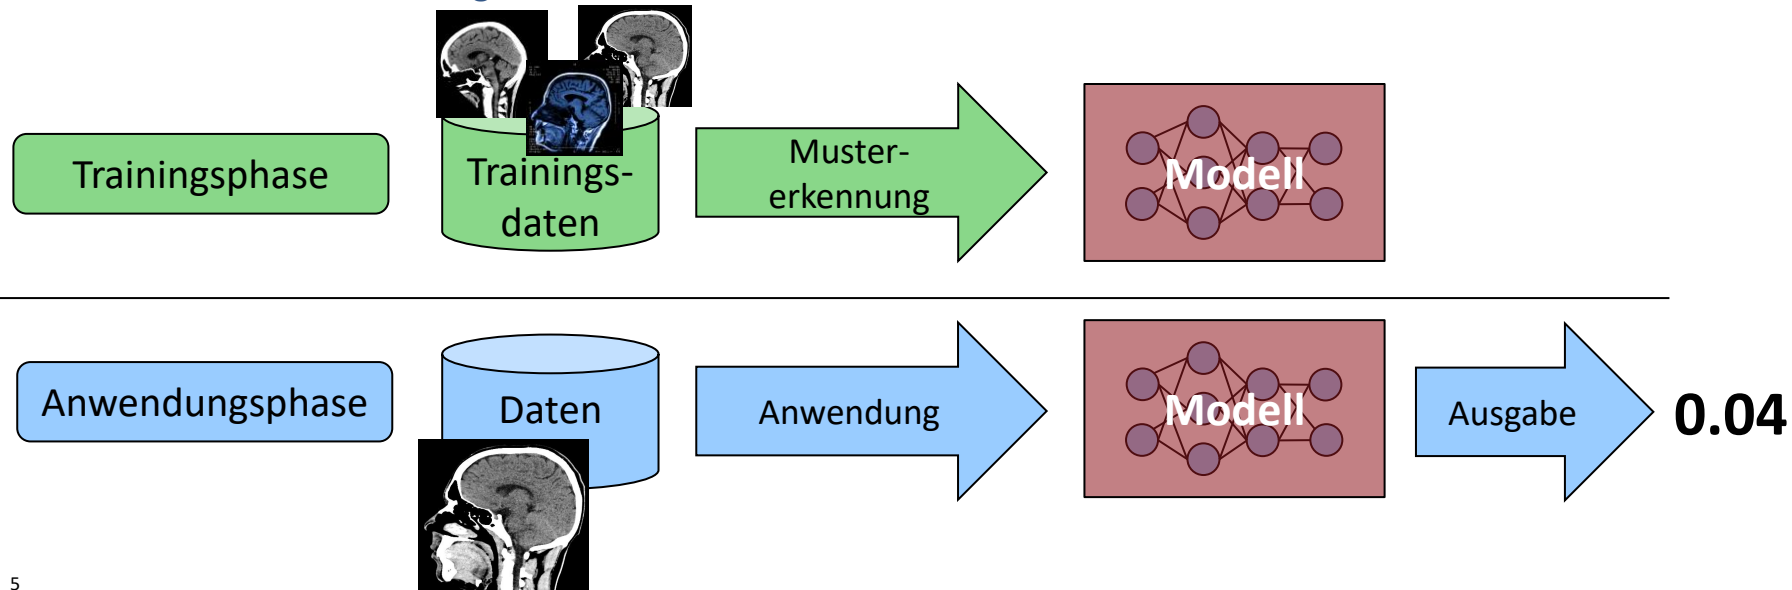 Trainingsphase
Trainings-
daten
Muster-
erkennung
Modell
Anwendungsphase
Daten
Anwendung
Modell
Ausgabe
0.04
5